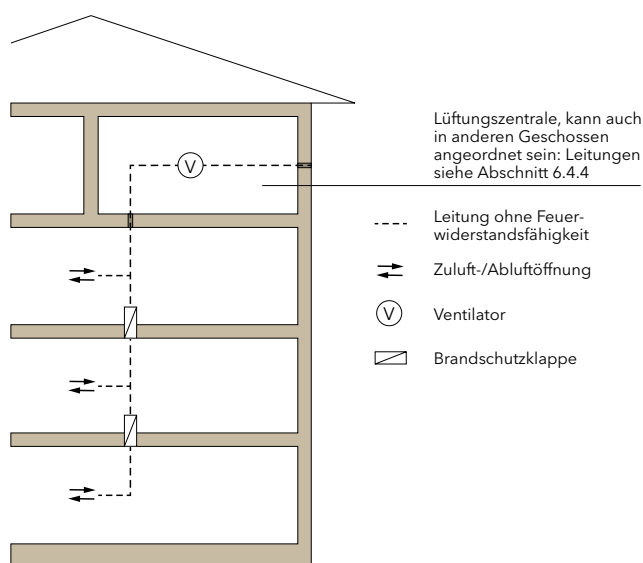 Lüftungszentrale, kann auch
in anderen Geschossen
angeordnet sein: Leitungen
siehe Abschnitt 6.4.4
Leitung ohne Feuer-
widerstandsfähigkeit
Zuluft-/Abluftöffnung
V
Ventilator
Brandschutzklappe
V